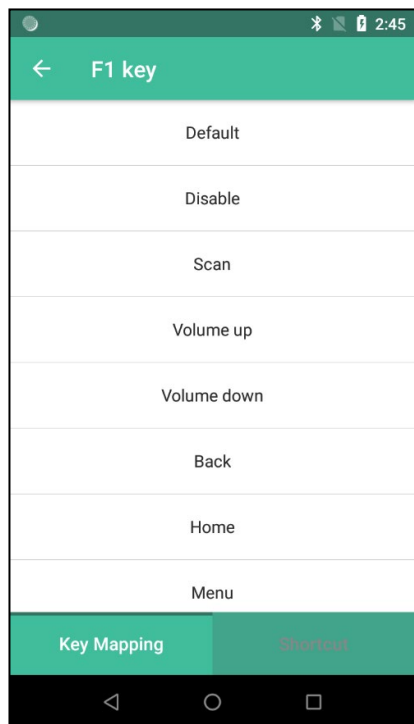 2:45
F1 key
Default
Disable
Scan
Volume up
Volume down
Back
Home
Menu
Key Mapping
Shortcut